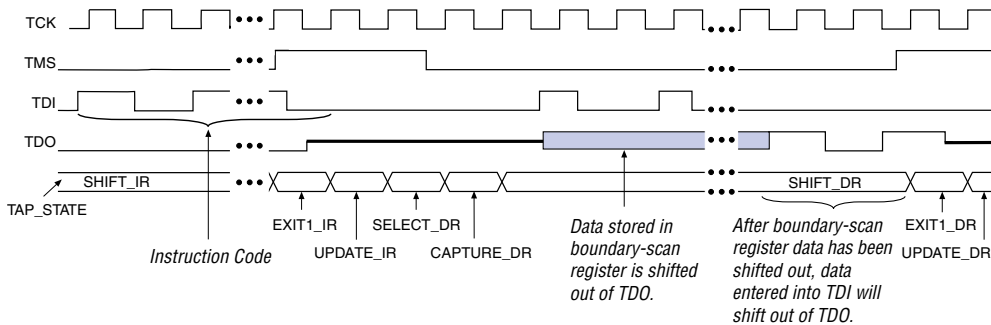 TCK
TMS
TDI
TDO
SHIFT_IR
SHIFT_DR
TAP_STATE
EXIT1_IR
SELECT_DR
EXIT1_DR
Instruction Code
UPDATE_IR
CAPTURE_DR
UPDATE_DR
Data stored in
boundary-scan
register is shifted
out of TDO.
After boundary-scan
register data has been
shifted out, data
entered into TDI will
shift out of TDO.